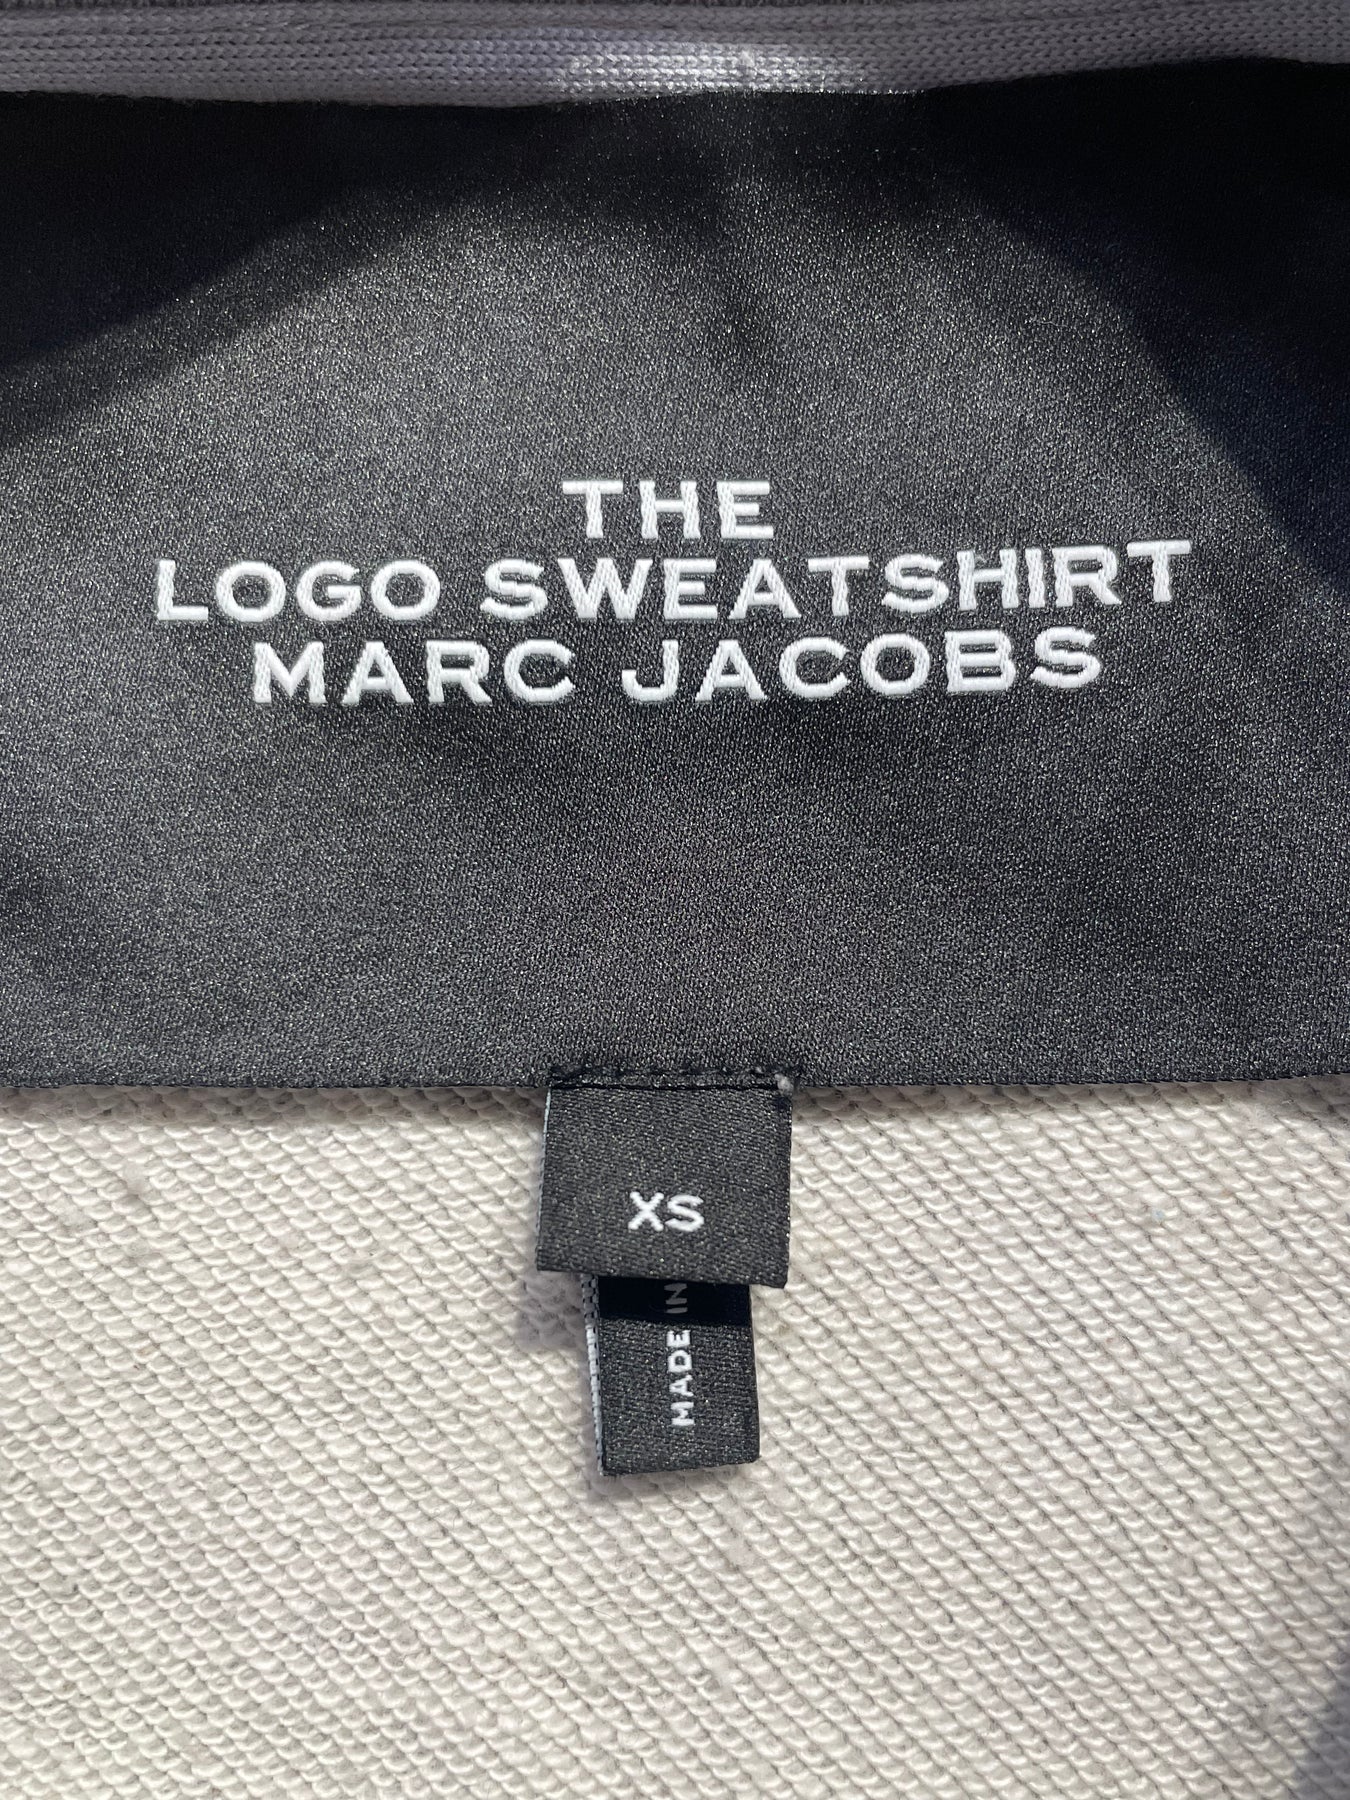 THE
LOGO SWEATSHIRT
MARC JACOBS
XS
MADE IN